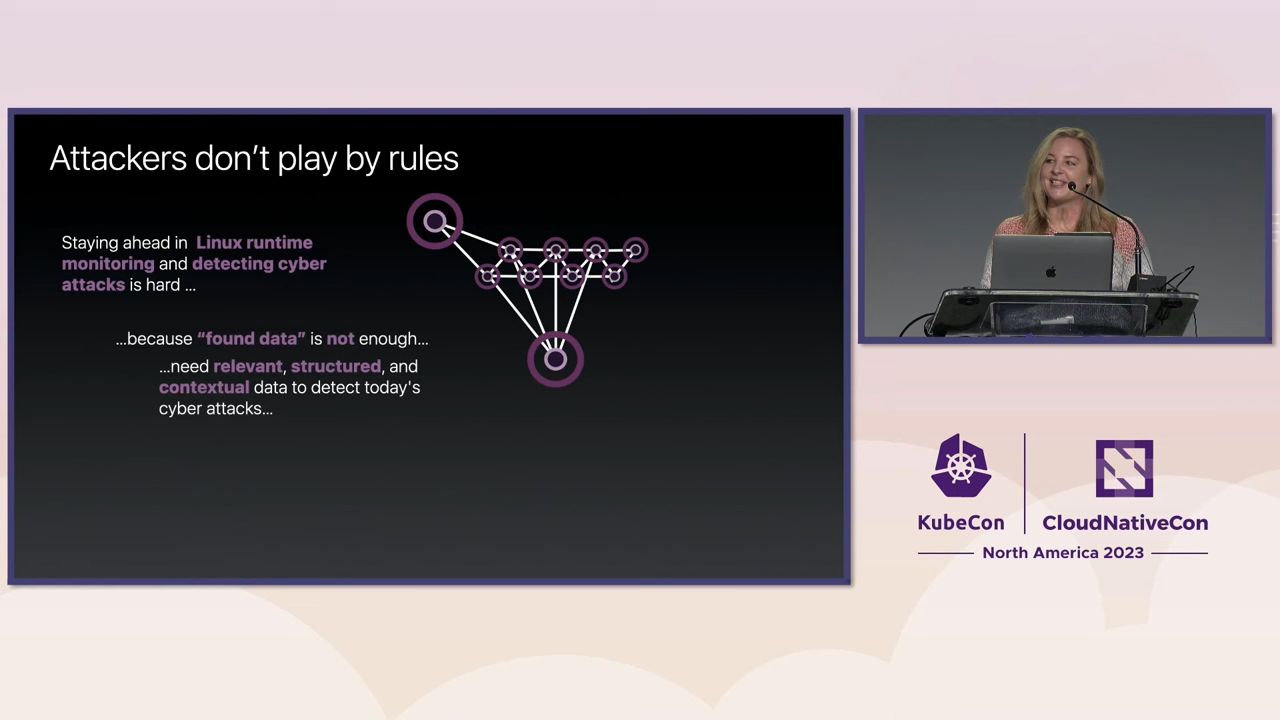 Attackers don’t play by rules
Staying ahead in Linux runtime
monitoring and detecting cyber
attacks is hard ...
...because “found data” is not enough...
...need relevant, structured, and
contextual data to detect today's
cyber attacks...
KubeCon
CloudNativeCon
North America 2023